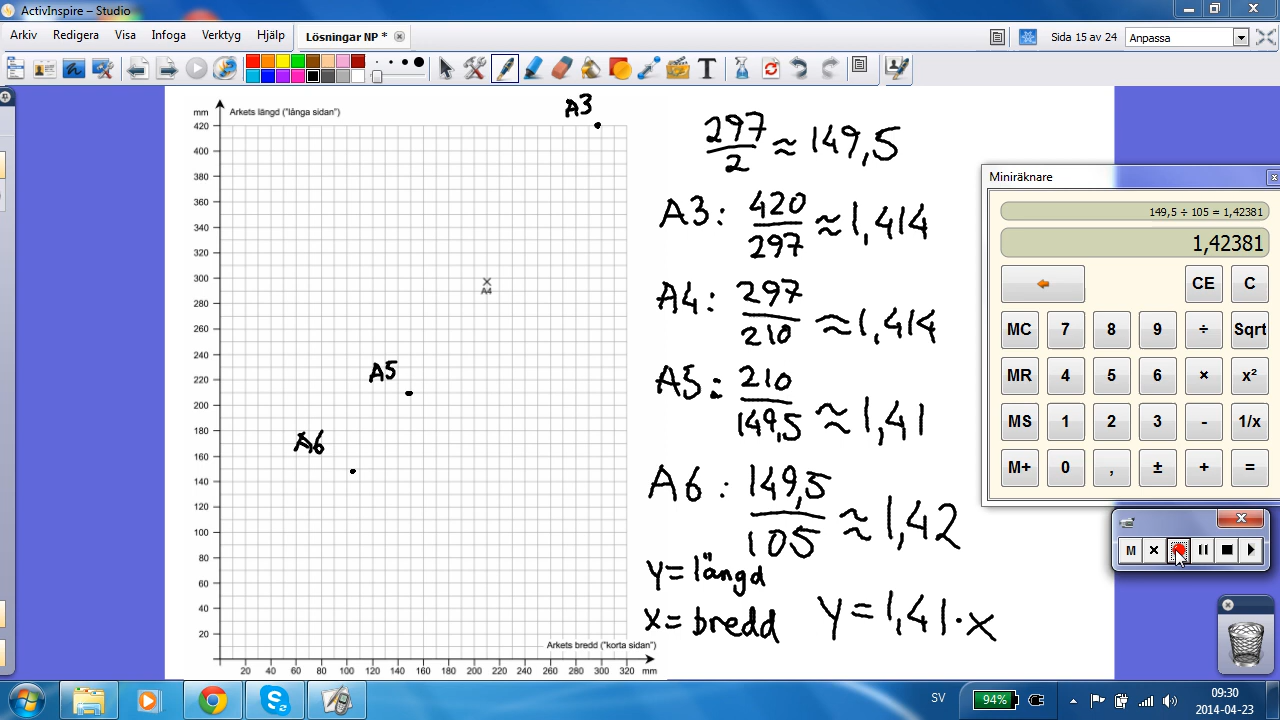 ActivInspire – Studio
Arkiv Redigera Visa Infoga Verktyg Hjälp
Lösningar NP *
Sida 15 av 24
Anpassa
mm
Arkets längd ("långa sidan")
420
400
380
360
340
320
300
280
260
240
220
200
180
160
140
120
100
80
60
40
20
Arkets bredd ("korta sidan")
20 40 60 80 100 120 140 160 180 200 220 240 260 280 300 320 mm
A3
A4
A5
A6
297/2 ≈ 149,5
A3: 420/297 ≈ 1,414
A4: 297/210 ≈ 1,414
A5: 210/149,5 ≈ 1,41
A6: 149,5/105 ≈ 1,42
y = längd
x = bredd
y = 1,41·x
Miniräknare
149,5 ÷ 105 = 1,42381
1,42381
CE C
MC 7 8 9 ÷ Sqrt
MR 4 5 6 × x²
MS 1 2 3 - 1/x
M+ 0 , ± + =
M
SV
94%
09:30
2014-04-23